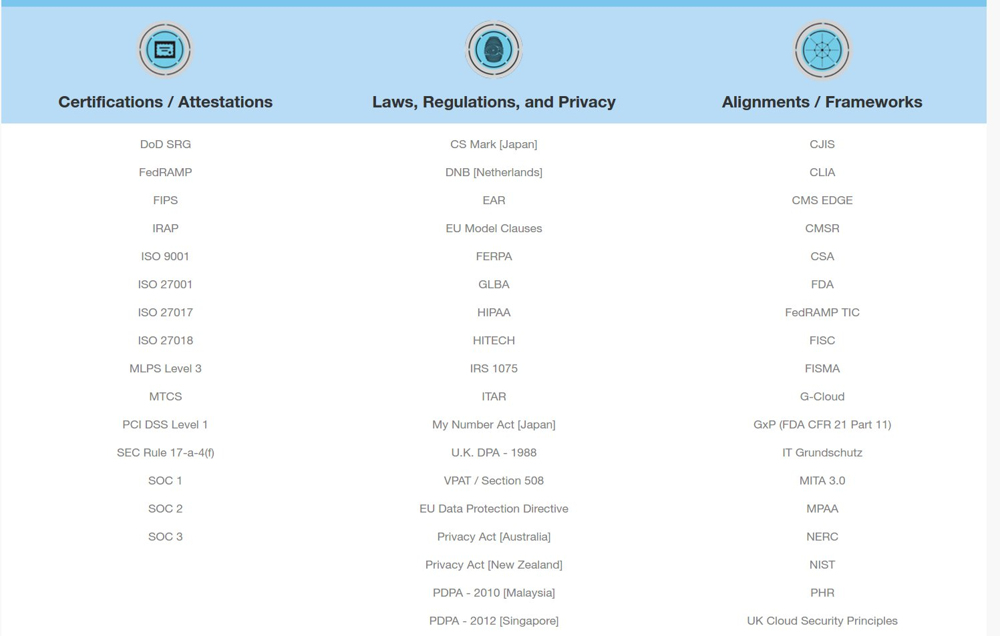 Certifications / Attestations
DoD SRG
FedRAMP
FIPS
IRAP
ISO 9001
ISO 27001
ISO 27017
ISO 27018
MLPS Level 3
MTCS
PCI DSS Level 1
SEC Rule 17-a-4(f)
SOC 1
SOC 2
SOC 3
Laws, Regulations, and Privacy
CS Mark [Japan]
DNB [Netherlands]
EAR
EU Model Clauses
FERPA
GLBA
HIPAA
HITECH
IRS 1075
ITAR
My Number Act [Japan]
U.K. DPA - 1988
VPAT / Section 508
EU Data Protection Directive
Privacy Act [Australia]
Privacy Act [New Zealand]
PDPA - 2010 [Malaysia]
PDPA - 2012 [Singapore]
Alignments / Frameworks
CJIS
CLIA
CMS EDGE
CMSR
CSA
FDA
FedRAMP TIC
FISC
FISMA
G-Cloud
GxP (FDA CFR 21 Part 11)
IT Grundschutz
MITA 3.0
MPAA
NERC
NIST
PHR
UK Cloud Security Principles